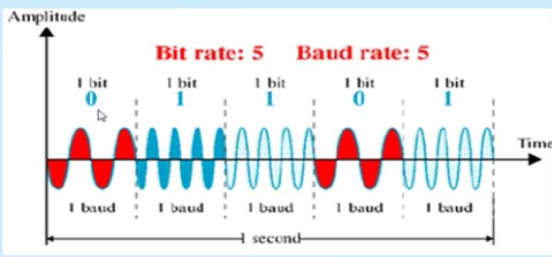 Amplitude
Bit rate: 5 Baud rate: 5
1 bit 1 bit 1 bit 1 bit 1 bit
0 1 1 0 1
Time
1 baud 1 baud 1 baud 1 baud 1 baud
1 second